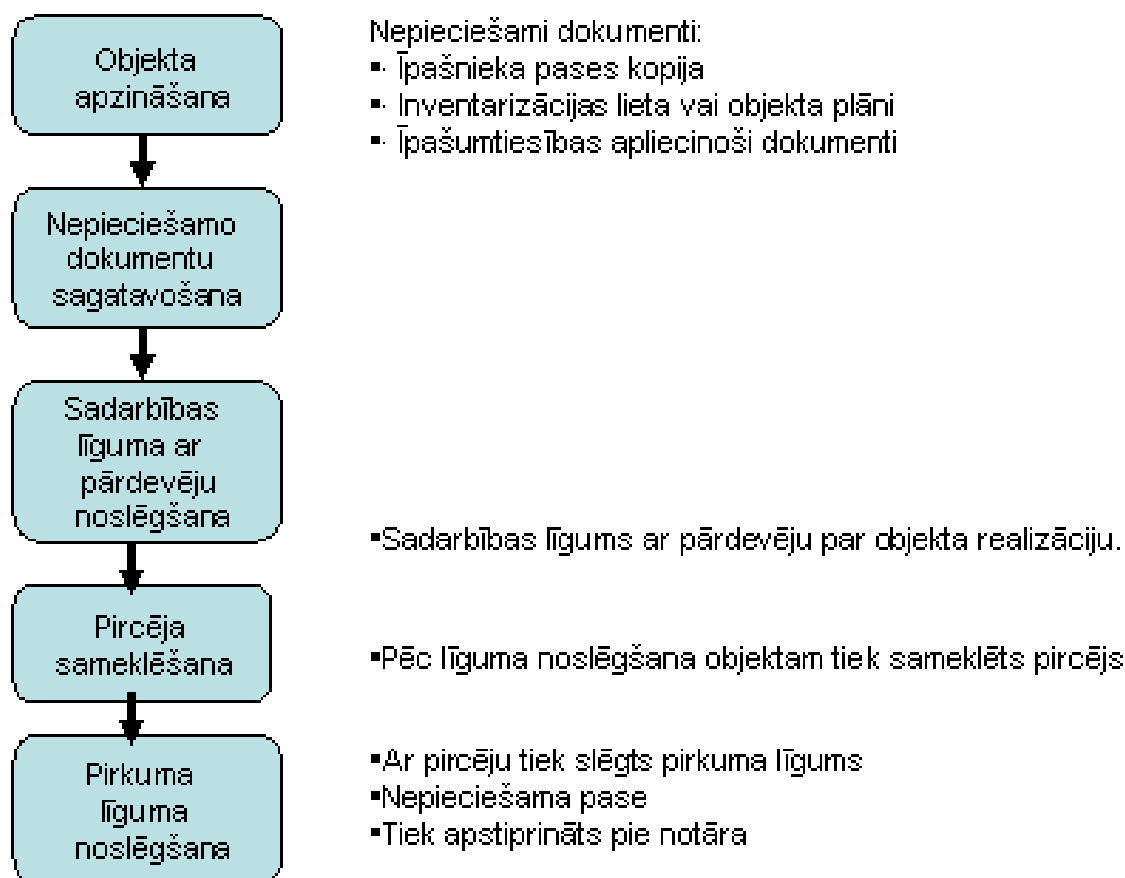 Objekta
apzināšana
Nepieciešami dokumenti:
▪ Īpašnieka pases kopija
▪ Inventarizācijas lieta vai objekta plāni
▪ Īpašumtiesības apliecinoši dokumenti
Nepieciešamo
dokumentu
sagatavošana
Sadarbības
līguma ar
pārdevēju
noslēgšana
▪Sadarbības līgums ar pārdevēju par objekta realizāciju.
Pircēja
sameklēšana
▪Pēc līguma noslēgšana objektam tiek sameklēts pircējs
Pirkuma
līguma
noslēgšana
▪Ar pircēju tiek slēgts pirkuma līgums
▪Nepieciešama pase
▪Tiek apstiprināts pie notāra